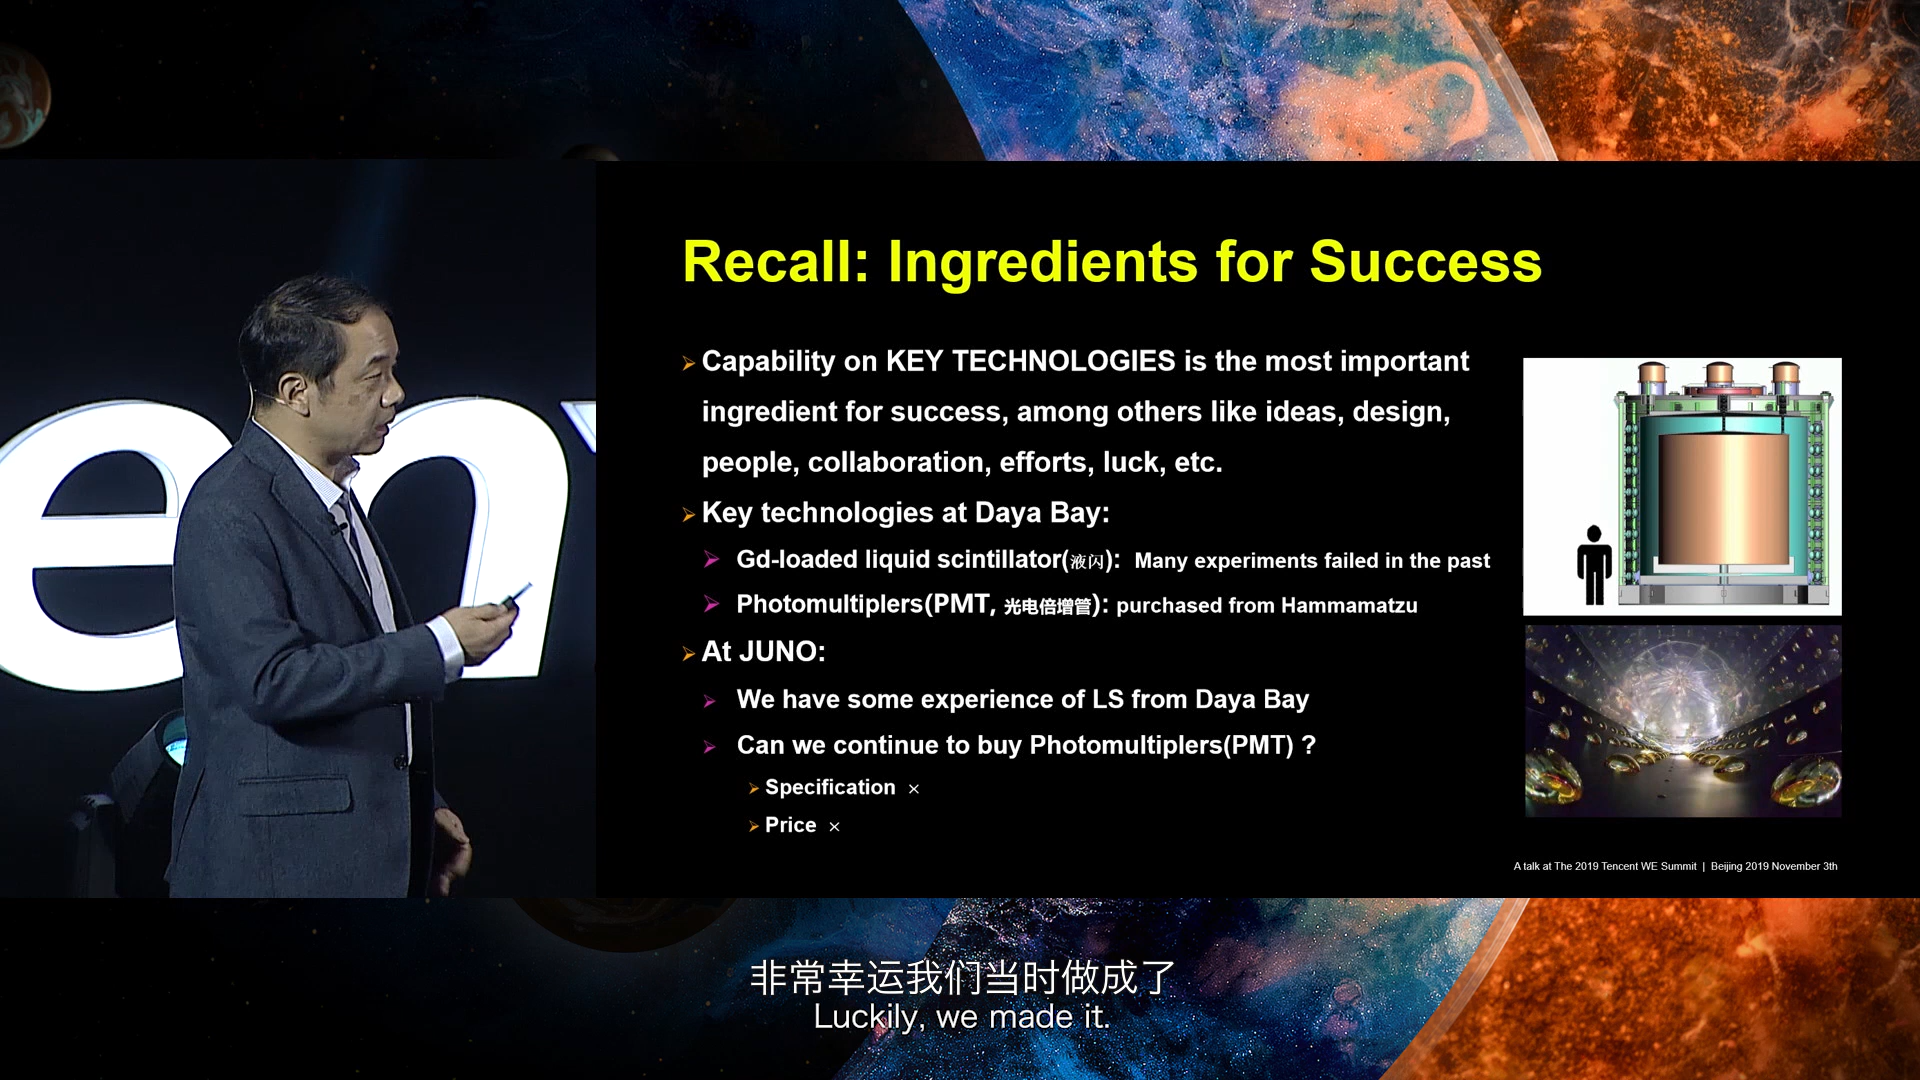 Recall: Ingredients for Success
Capability on KEY TECHNOLOGIES is the most important
ingredient for success, among others like ideas, design,
people, collaboration, efforts, luck, etc.
Key technologies at Daya Bay:
Gd-loaded liquid scintillator(液闪): Many experiments failed in the past
Photomultiplers(PMT, 光电倍增管): purchased from Hammamatzu
At JUNO:
We have some experience of LS from Daya Bay
Can we continue to buy Photomultiplers(PMT) ?
Specification ×
Price ×
A talk at The 2019 Tencent WE Summit | Beijing 2019 November 3th
en
非常幸运我们当时做成了
Luckily, we made it.